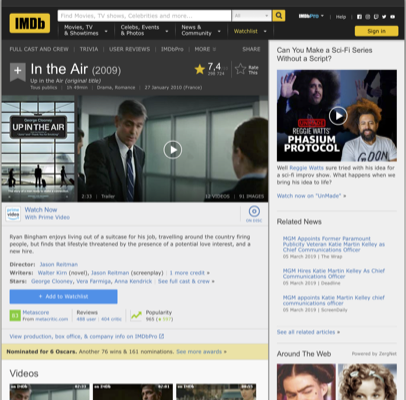 IMDb
Find Movies, TV shows, Celebrities and more...
All
IMDbPro
Help
Movies, TV
& Showtimes
Celebs, Events
& Photos
News &
Community
Watchlist
Sign in
FULL CAST AND CREW | TRIVIA | USER REVIEWS | IMDbPro | MORE
SHARE
In the Air (2009)
Up in the Air (original title)
Tous publics | 1h 49min | Drama, Romance | 27 January 2010 (France)
7,4
Rate
This
George Clooney
UP IN THE AIR
2:33 | Trailer
12 VIDEOS | 91 IMAGES
Watch Now
With Prime Video
ON DISC
Ryan Bingham enjoys living out of a suitcase for his job, travelling around the country firing
people, but finds that lifestyle threatened by the presence of a potential love interest, and a
new hire.
Director: Jason Reitman
Writers: Walter Kirn (novel), Jason Reitman (screenplay) | 1 more credit »
Stars: George Clooney, Vera Farmiga, Anna Kendrick | See full cast & crew »
+ Add to Watchlist
83
Metascore
From metacritic.com
Reviews
488 user | 404 critic
Popularity
965
View production, box office, & company info on IMDbPro
Nominated for 6 Oscars. Another 76 wins & 161 nominations. See more awards »
Videos
Can You Make a Sci-Fi Series
Without a Script?
REGGIE WATTS'
PHASIUM
PROTOCOL
Well Reggie Watts sure tried with his idea for
a sci-fi improv show. What happens when we
bring his idea to life?
Watch now on "UnMade" »
Related News
MGM Appoints Former Paramount
Publicity Veteran Katie Martin Kelley as
Chief Communications Officer
05 March 2019 | The Wrap
MGM Hires Katie Martin Kelley As Chief
Communications Officer
05 March 2019 | Deadline
MGM appoints Katie Martin Kelley chief
communications officer
05 March 2019 | ScreenDaily
See all related articles »
Around The Web
Powered by ZergNet